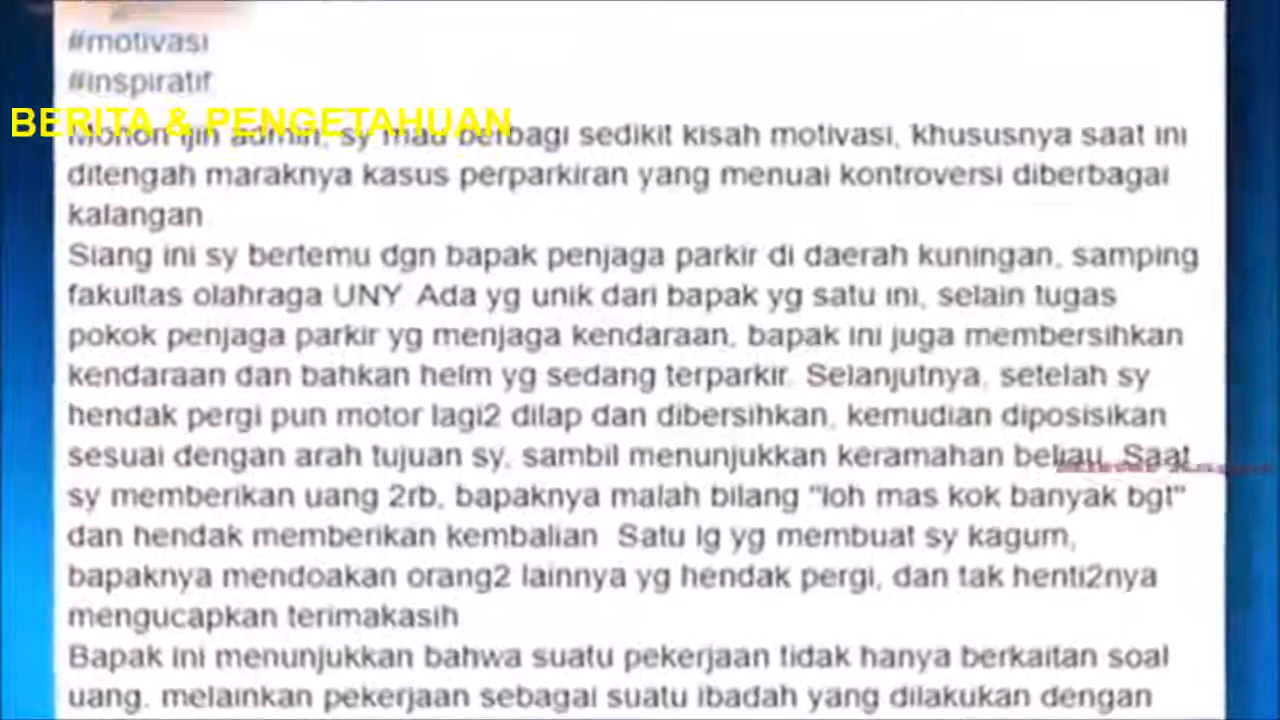 #motivasi
#inspiratif
BERITA & PENGETAHUAN
Mohon ijin admin, sy mau berbagi sedikit kisah motivasi, khususnya saat ini
ditengah maraknya kasus perparkiran yang menuai kontroversi diberbagai
kalangan
Siang ini sy bertemu dgn bapak penjaga parkir di daerah kuningan, samping
fakultas olahraga UNY Ada yg unik dari bapak yg satu ini, selain tugas
pokok penjaga parkir yg menjaga kendaraan, bapak ini juga membersihkan
kendaraan dan bahkan helm yg sedang terparkir. Selanjutnya, setelah sy
hendak pergi pun motor lagi2 dilap dan dibersihkan, kemudian diposisikan
sesuai dengan arah tujuan sy, sambil menunjukkan keramahan beliau. Saat
sy memberikan uang 2rb, bapaknya malah bilang "loh mas kok banyak bgt"
dan hendak memberikan kembalian Satu lg yg membuat sy kagum,
bapaknya mendoakan orang2 lainnya yg hendak pergi, dan tak henti2nya
mengucapkan terimakasih
Bapak ini menunjukkan bahwa suatu pekerjaan tidak hanya berkaitan soal
uang, melainkan pekerjaan sebagai suatu ibadah yang dilakukan dengan